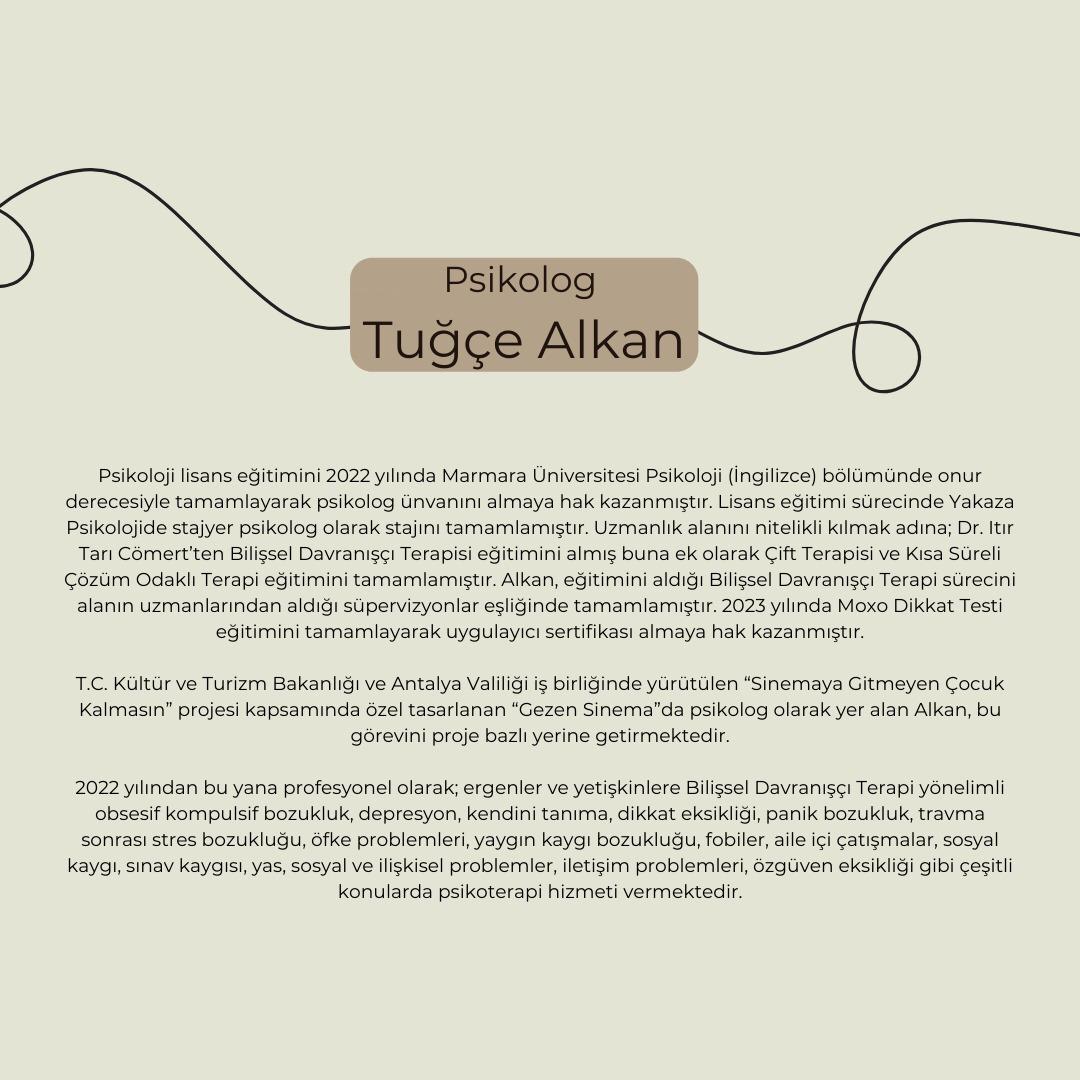 Psikolog
Tuğçe Alkan
Psikoloji lisans eğitimini 2022 yılında Marmara Üniversitesi Psikoloji (İngilizce) bölümünde onur
derecesiyle tamamlayarak psikolog ünvanını almaya hak kazanmıştır. Lisans eğitimi sürecinde Yakaza
Psikolojide stajyer psikolog olarak stajını tamamlamıştır. Uzmanlık alanını nitelikli kılmak adına; Dr. Itır
Tarı Cömert’ten Bilişsel Davranışçı Terapisi eğitimini almış buna ek olarak Çift Terapisi ve Kısa Süreli
Çözüm Odaklı Terapi eğitimini tamamlamıştır. Alkan, eğitimini aldığı Bilişsel Davranışçı Terapi sürecini
alanın uzmanlarından aldığı süpervizyonlar eşliğinde tamamlamıştır. 2023 yılında Moxo Dikkat Testi
eğitimini tamamlayarak uygulayıcı sertifikası almaya hak kazanmıştır.
T.C. Kültür ve Turizm Bakanlığı ve Antalya Valiliği iş birliğinde yürütülen “Sinemaya Gitmeyen Çocuk
Kalmasın” projesi kapsamında özel tasarlanan “Gezen Sinema”da psikolog olarak yer alan Alkan, bu
görevini proje bazlı yerine getirmektedir.
2022 yılından bu yana profesyonel olarak; ergenler ve yetişkinlere Bilişsel Davranışçı Terapi yönelimli
obsesif kompulsif bozukluk, depresyon, kendini tanıma, dikkat eksikliği, panik bozukluk, travma
sonrası stres bozukluğu, öfke problemleri, yaygın kaygı bozukluğu, fobiler, aile içi çatışmalar, sosyal
kaygı, sınav kaygısı, yas, sosyal ve ilişkisel problemler, iletişim problemleri, özgüven eksikliği gibi çeşitli
konularda psikoterapi hizmeti vermektedir.